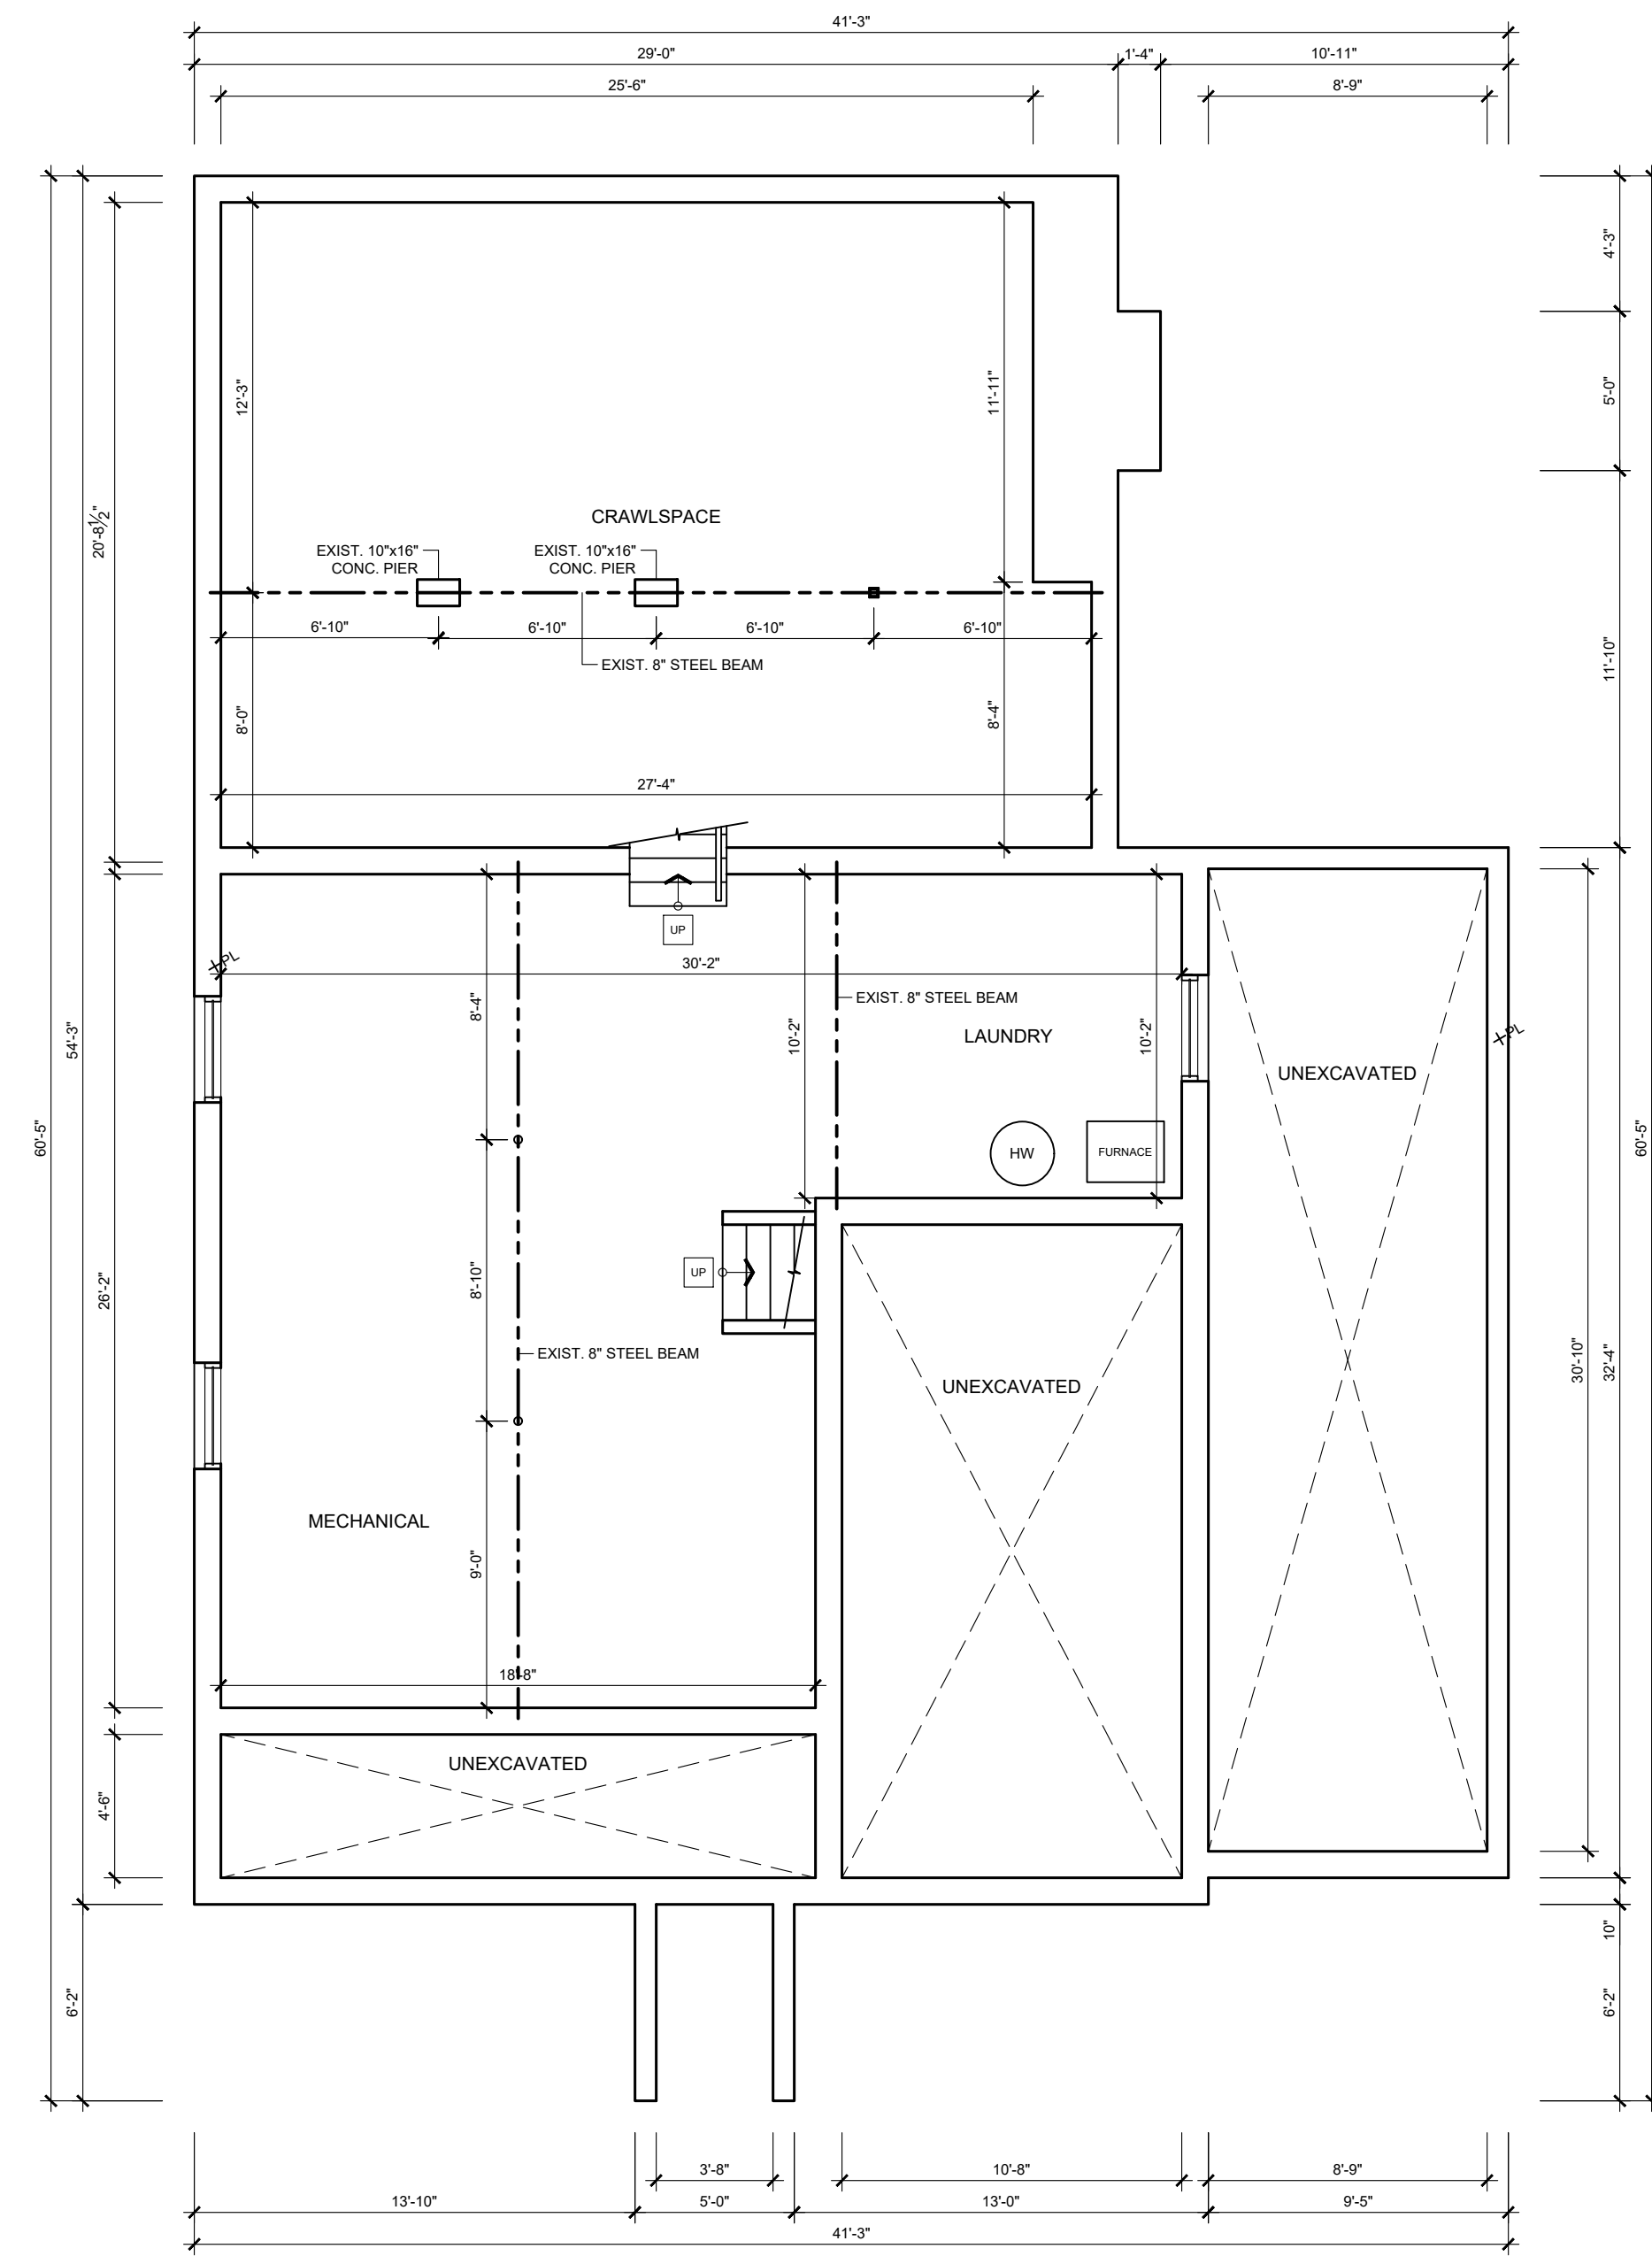 41'-3"
29'-0"
1'-4"
10'-11"
25'-6"
8'-9"
4'-3"
12'-3"
11'-11"
5'-0"
20'-8½"
CRAWLSPACE
EXIST. 10"x16"
CONC. PIER
EXIST. 10"x16"
CONC. PIER
6'-10"
6'-10"
6'-10"
6'-10"
EXIST. 8" STEEL BEAM
11'-10"
8'-0"
8'-4"
27'-4"
UP
PL
30'-2"
8'-4"
EXIST. 8" STEEL BEAM
10'-2"
LAUNDRY
10'-2"
PL
54'-3"
UNEXCAVATED
60'-5"
60'-5"
HW
FURNACE
UP
26'-2"
8'-10"
EXIST. 8" STEEL BEAM
30'-10"
32'-4"
UNEXCAVATED
MECHANICAL
9'-0"
18'-8"
UNEXCAVATED
4'-6"
10"
6'-2"
6'-2"
3'-8"
10'-8"
8'-9"
13'-10"
5'-0"
13'-0"
9'-5"
41'-3"